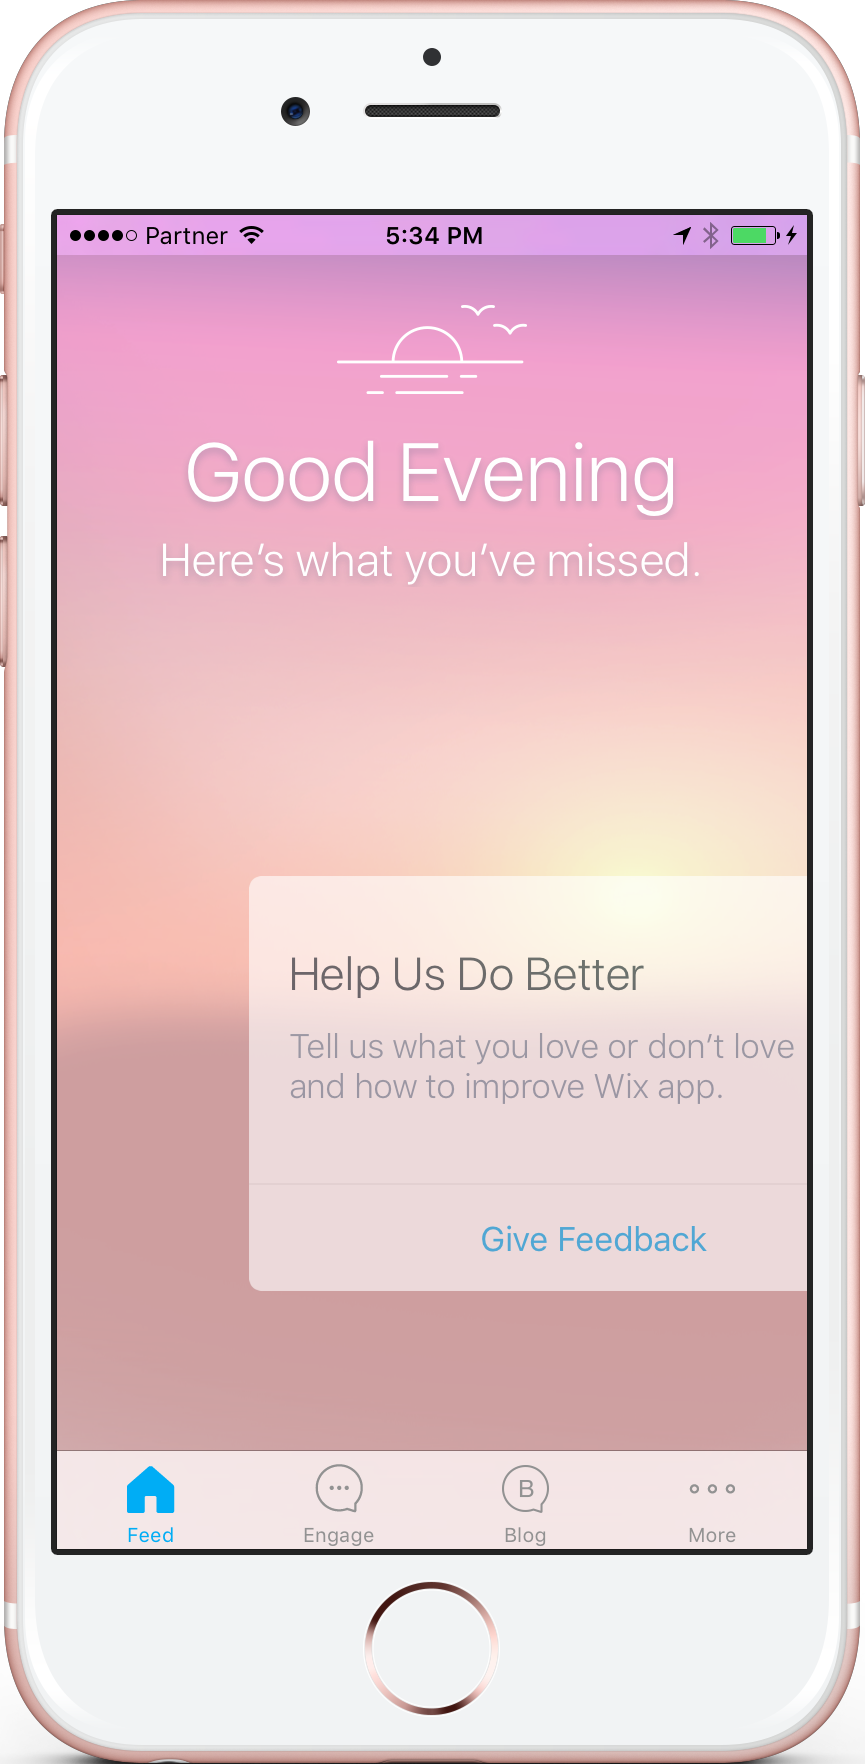 Partner 5:34 PM
Good Evening
Here's what you've missed.
Help Us Do Better
Tell us what you love or don't love
and how to improve Wix app.
Give Feedback
B
Feed Engage Blog More